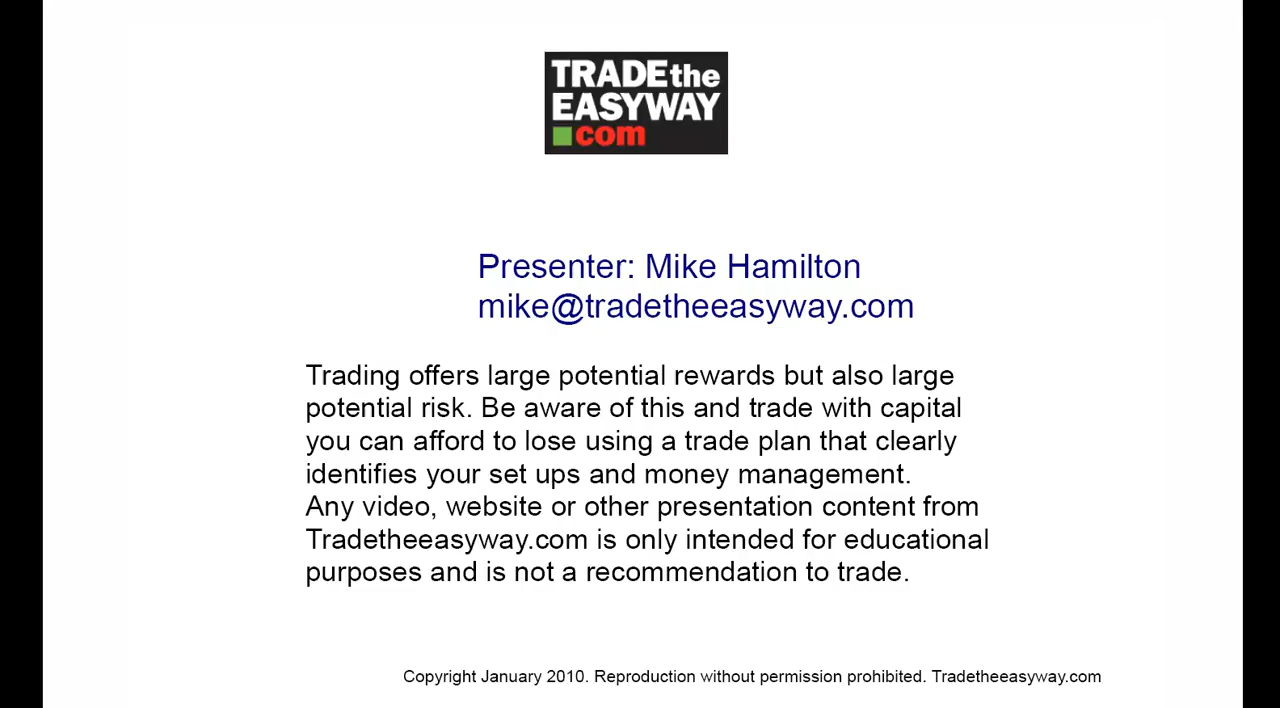 TRADEthe
EASYWAY
com
Presenter: Mike Hamilton
mike@tradetheeasyway.com
Trading offers large potential rewards but also large
potential risk. Be aware of this and trade with capital
you can afford to lose using a trade plan that clearly
identifies your set ups and money management.
Any video, website or other presentation content from
Tradetheeasyway.com is only intended for educational
purposes and is not a recommendation to trade.
Copyright January 2010. Reproduction without permission prohibited. Tradetheeasyway.com